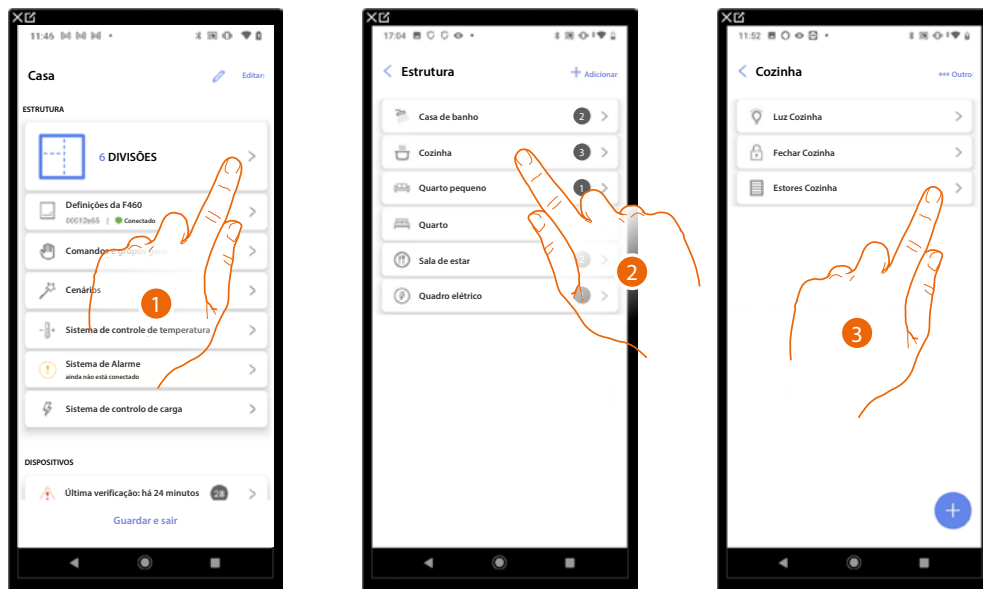 11:46
Casa
Editar
ESTRUTURA
6 DIVISÕES
Definições da F460
00012e55 | Conectado
Comandos e grupos
Cenários
Sistema de controle de temperatura
Sistema de Alarme
ainda não está conectado
Sistema de controlo de carga
DISPOSITIVOS
Última verificação: há 24 minutos 28
Guardar e sair
1
17:04
Estrutura
Adicionar
Casa de banho 2
Cozinha 3
Quarto pequeno 1
Quarto
Sala de estar
Quadro elétrico
2
11:52
Cozinha
Outro
Luz Cozinha
Fechar Cozinha
Estores Cozinha
3